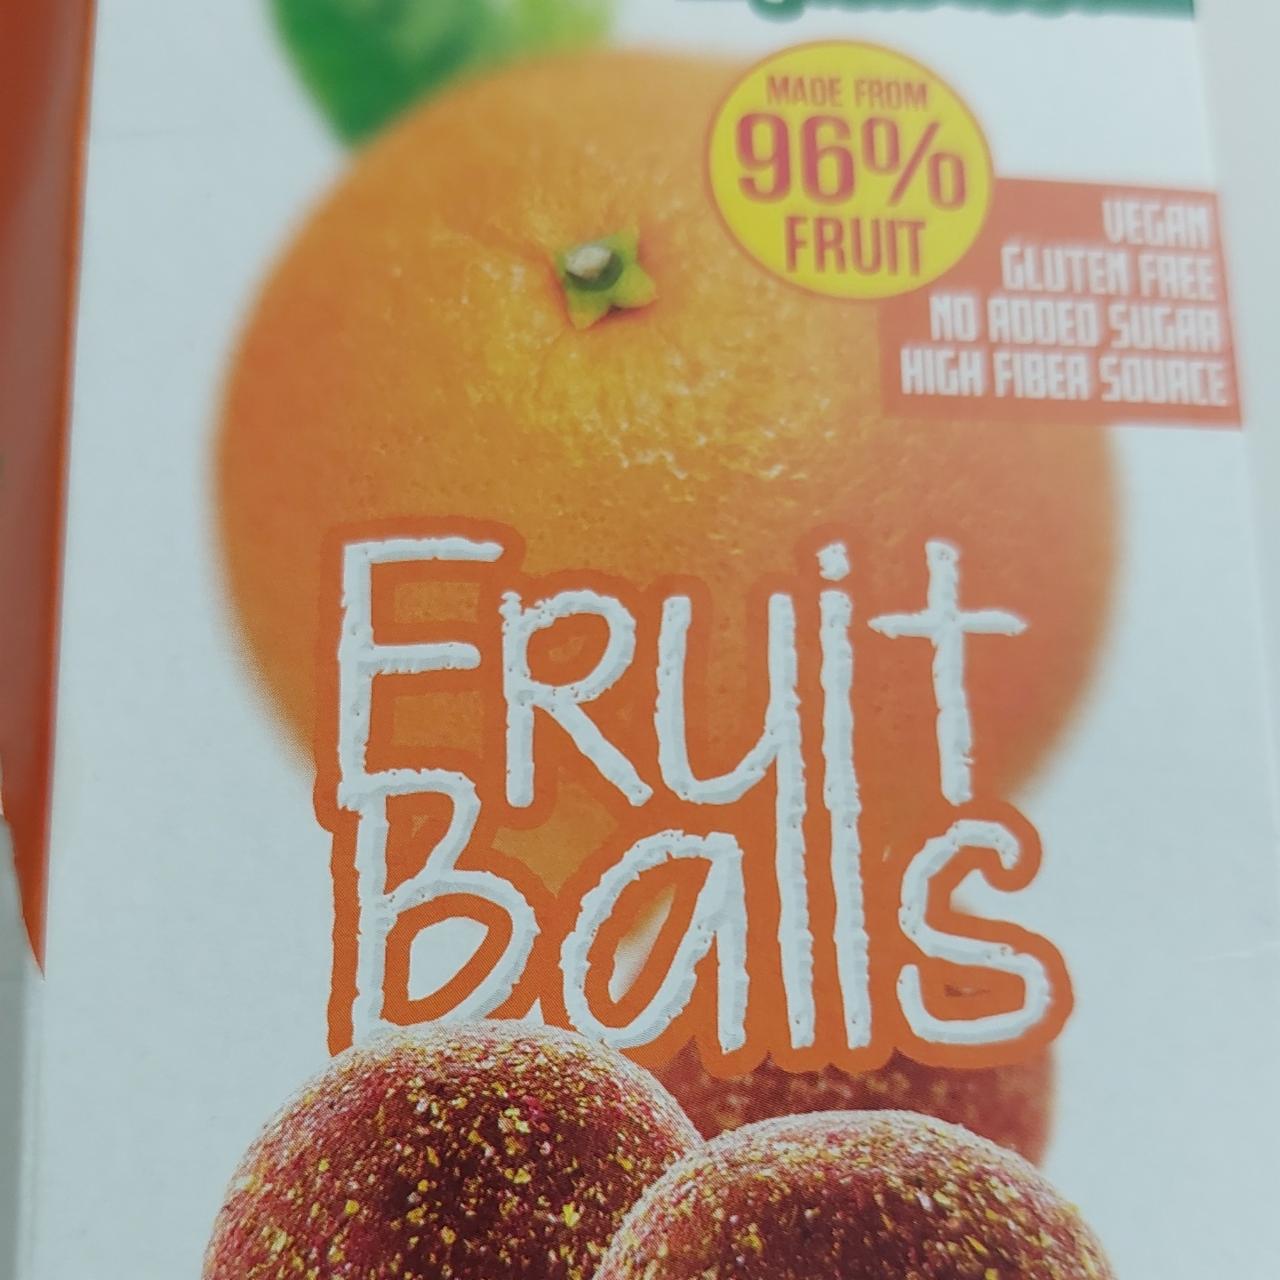 MADE FROM
96%
FRUIT
VEGAN
GLUTEN FREE
NO ADDED SUGAR
HIGH FIBER SOURCE
Fruit
Balls